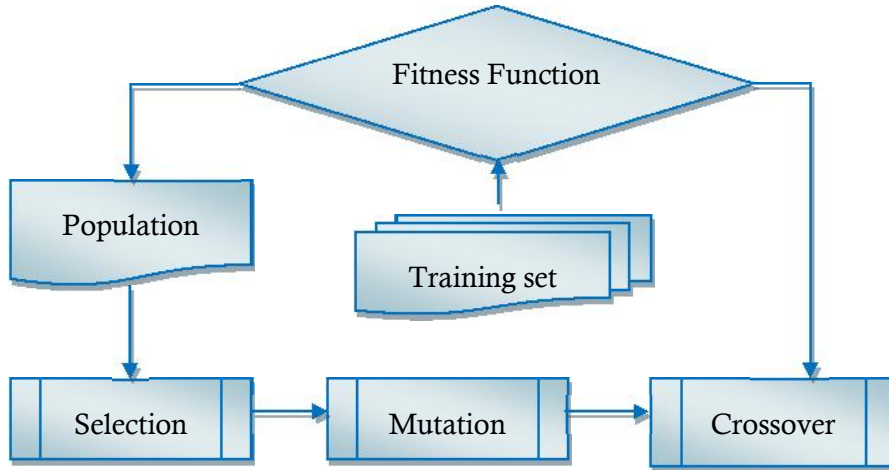 Fitness Function
Population
Training set
Selection
Mutation
Crossover